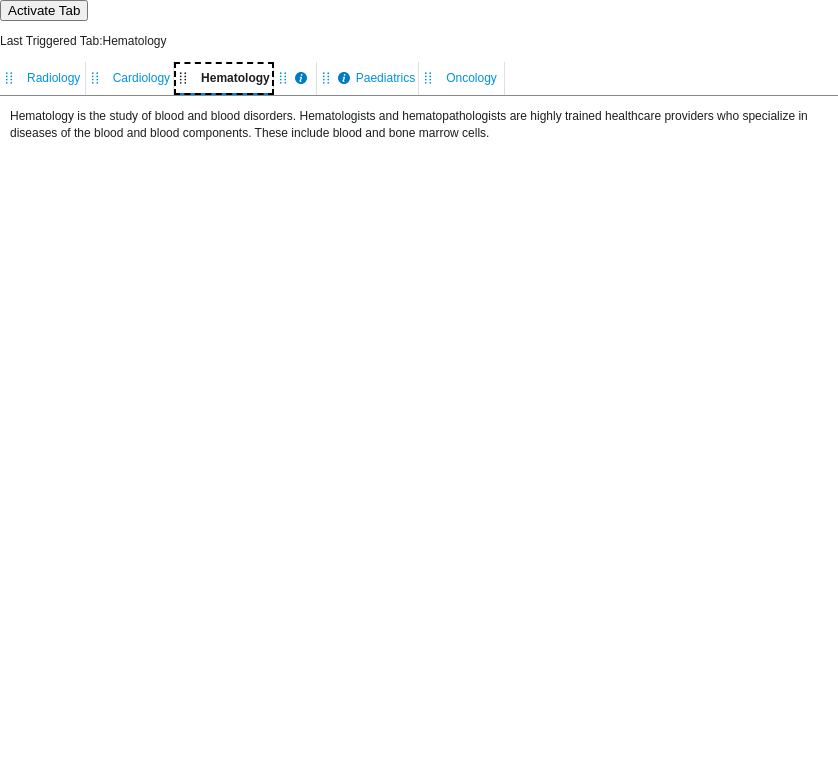 Activate Tab
Last Triggered Tab:Hematology
Radiology Cardiology Hematology i i Paediatrics Oncology
Hematology is the study of blood and blood disorders. Hematologists and hematopathologists are highly trained healthcare providers who specialize in
diseases of the blood and blood components. These include blood and bone marrow cells.